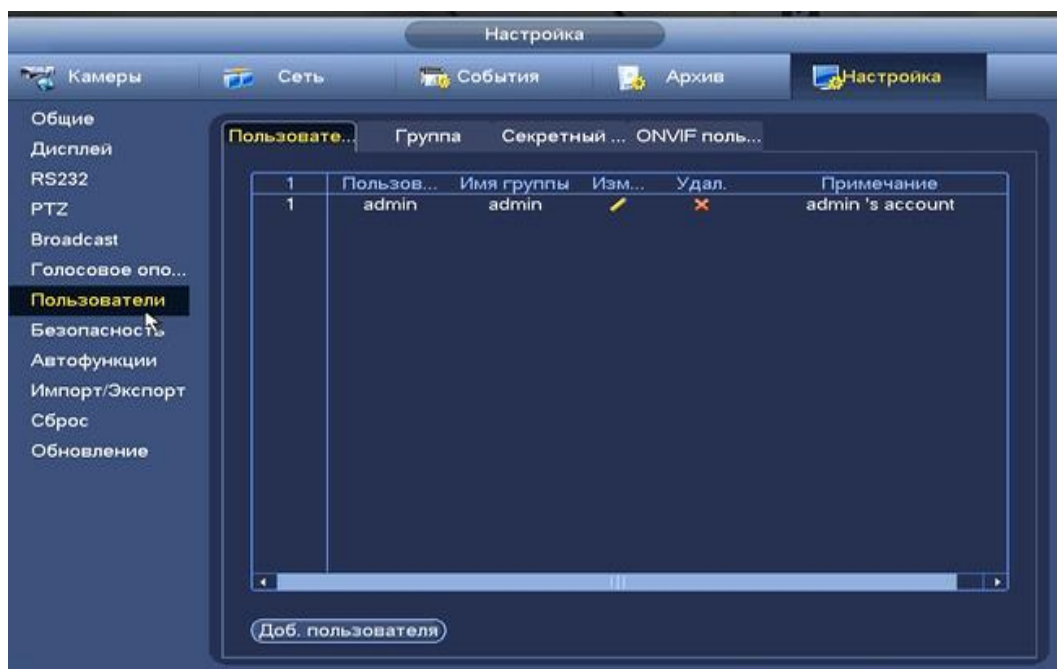 Настройка
Камеры Сеть События Архив Настройка
Общие
Дисплей
RS232
PTZ
Broadcast
Голосовое опо...
Пользователи
Безопасность
Автофункции
Импорт/Экспорт
Сброс
Обновление
Пользовате... Группа Секретный ... ONVIF поль...
1 Пользов... Имя группы Изм... Удал. Примечание
1 admin admin admin 's account
Доб. пользователя